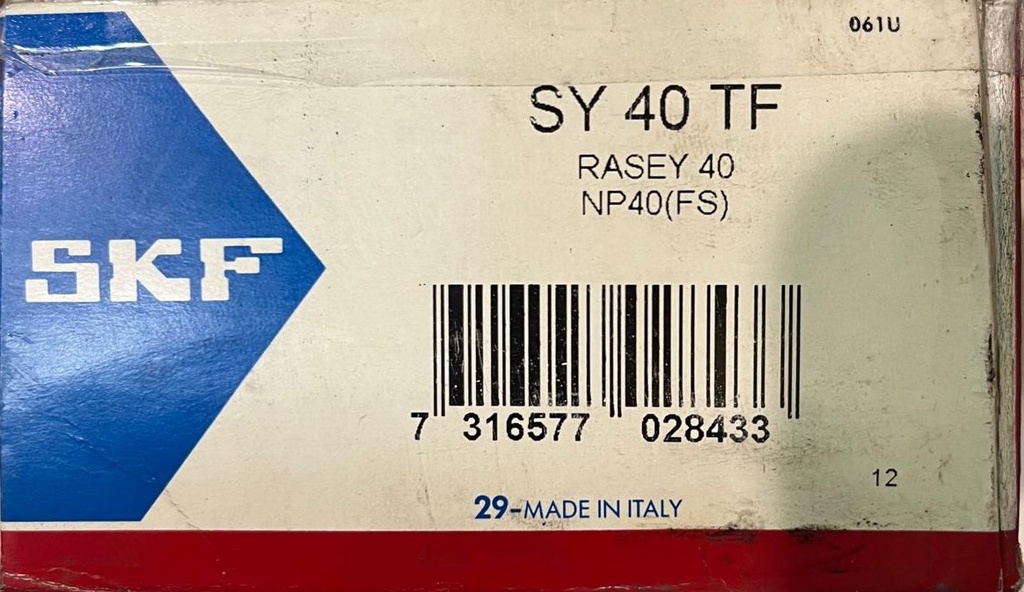 061U
SY 40 TF
RASEY 40
NP40(FS)
SKF
7 316577 028433
12
29-MADE IN ITALY